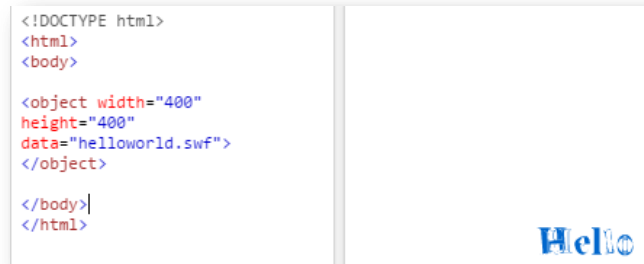 <!DOCTYPE html>
<html>
<body>
<object width="400"
height="400"
data="helloworld.swf">
</object>
</body>
</html>
Hello